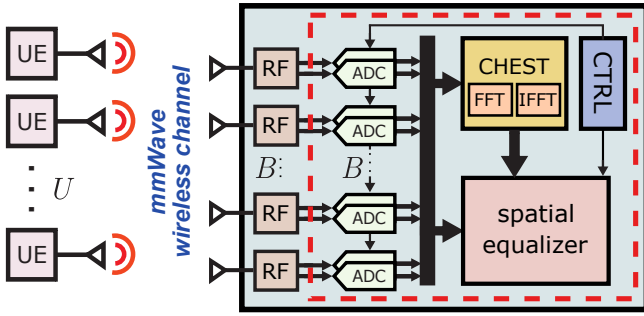 UE
UE
U
UE
mmWave
wireless channel
RF
RF
B
RF
RF
ADC
ADC
B
ADC
ADC
CHEST
FFT
IFFT
CTRL
spatial
equalizer